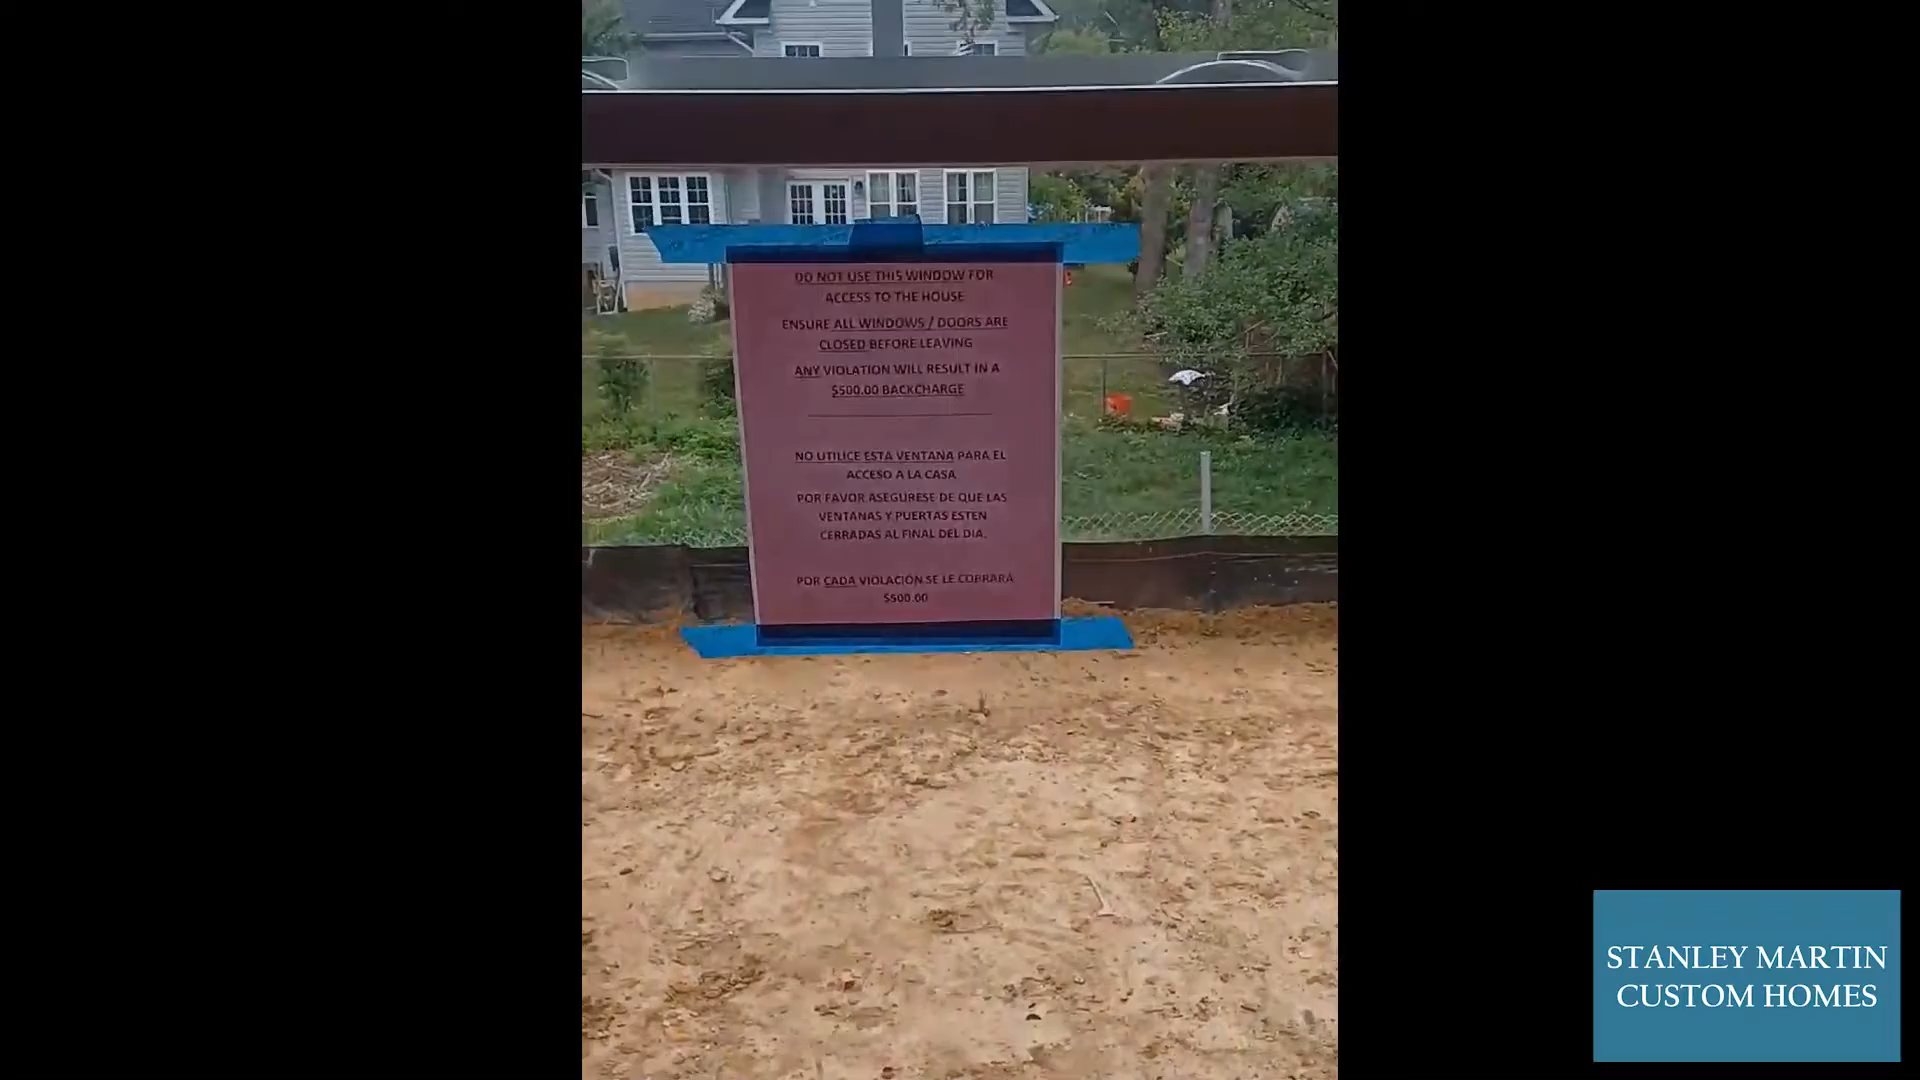 DO NOT USE THIS WINDOW FOR
ACCESS TO THE HOUSE
ENSURE ALL WINDOWS / DOORS ARE
CLOSED BEFORE LEAVING
ANY VIOLATION WILL RESULT IN A
$500.00 BACKCHARGE
NO UTILICE ESTA VENTANA PARA EL
ACCESO A LA CASA
POR FAVOR ASEGURESE DE QUE LAS
VENTANAS Y PUERTAS ESTEN
CERRADAS AL FINAL DEL DIA.
POR CADA VIOLACION SE LE COBRARA
$500.00
STANLEY MARTIN
CUSTOM HOMES